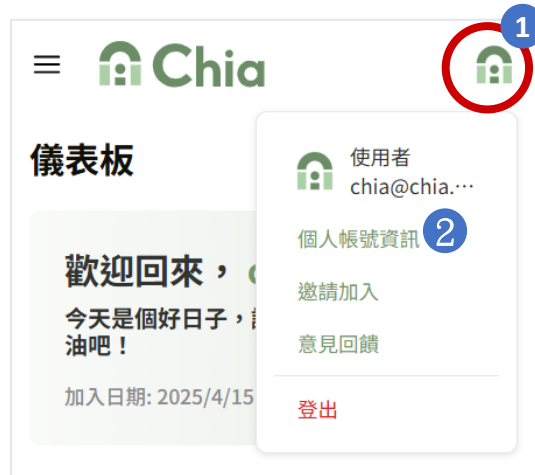 1
Chia
儀表板
使用者
chia@chia.…
個人帳號資訊 2
邀請加入
意見回饋
登出
歡迎回來，
今天是個好日子，
油吧！
加入日期: 2025/4/15